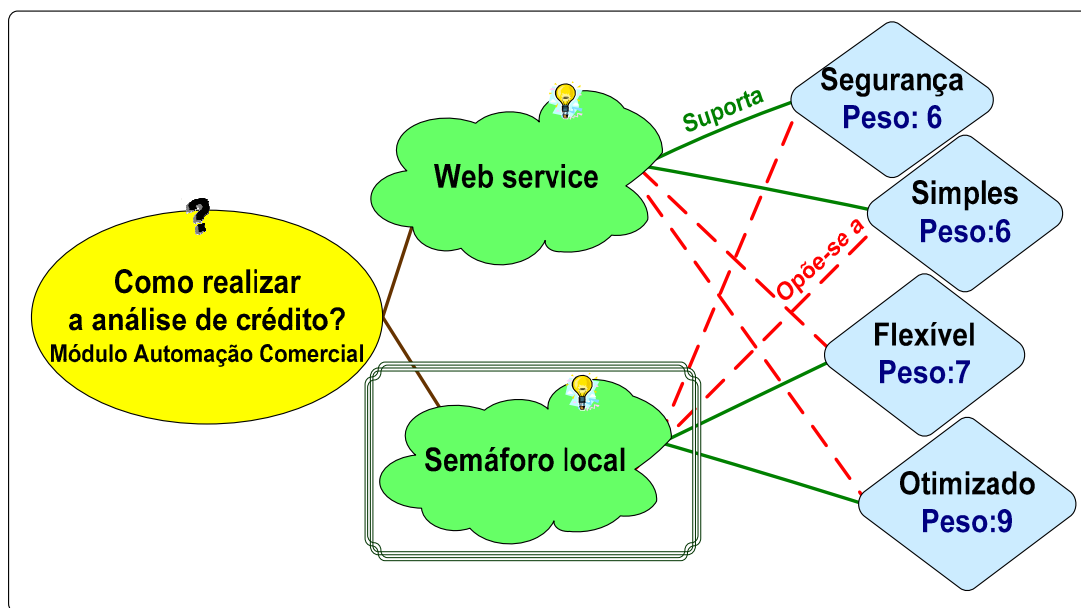 ?
Como realizar
a análise de crédito?
Módulo Automação Comercial
Web service
Semáforo local
Suporta
Opõe-se a
Segurança
Peso: 6
Simples
Peso:6
Flexível
Peso:7
Otimizado
Peso:9